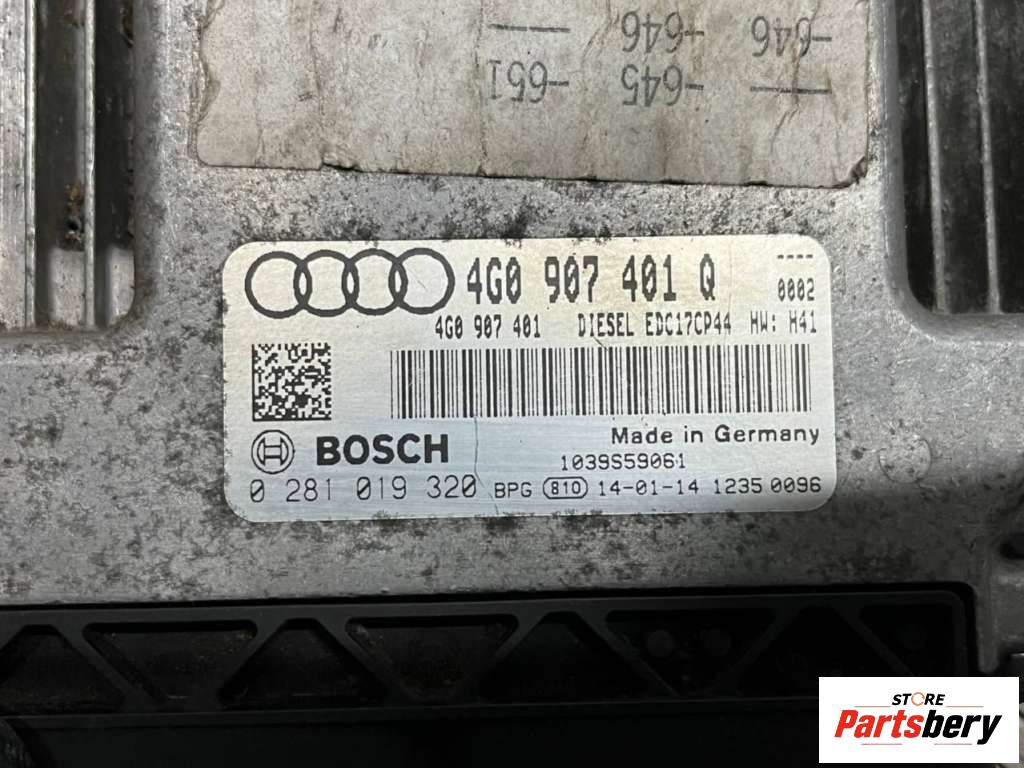 -646 -646 ——
—— -645 -651
4G0 907 401 Q
----
0002
4G0 907 401 DIESEL EDC17CP44 HW: H41
BOSCH
Made in Germany
1039S59061
0 281 019 320 BPG 810 14-01-14 1235 0096
STORE
Partsbery